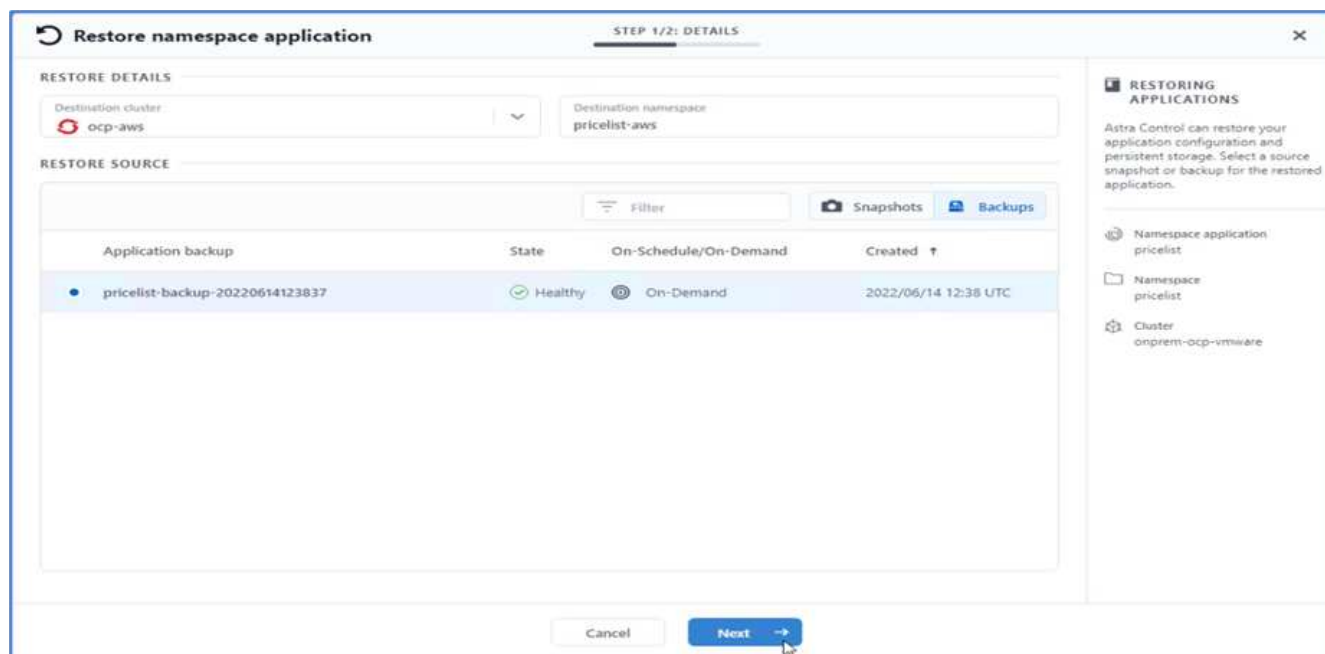 Restore namespace application
STEP 1/2: DETAILS
RESTORE DETAILS
Destination cluster
ocp-aws
Destination namespace
pricelist-aws
RESTORE SOURCE
Filter
Snapshots
Backups
Application backup State On-Schedule/On-Demand Created ↑
pricelist-backup-20220614123837 Healthy On-Demand 2022/06/14 12:38 UTC
Cancel
Next →
RESTORING
APPLICATIONS
Astra Control can restore your
application configuration and
persistent storage. Select a source
snapshot or backup for the restored
application.
Namespace application
pricelist
Namespace
pricelist
Cluster
onprem-ocp-vmware